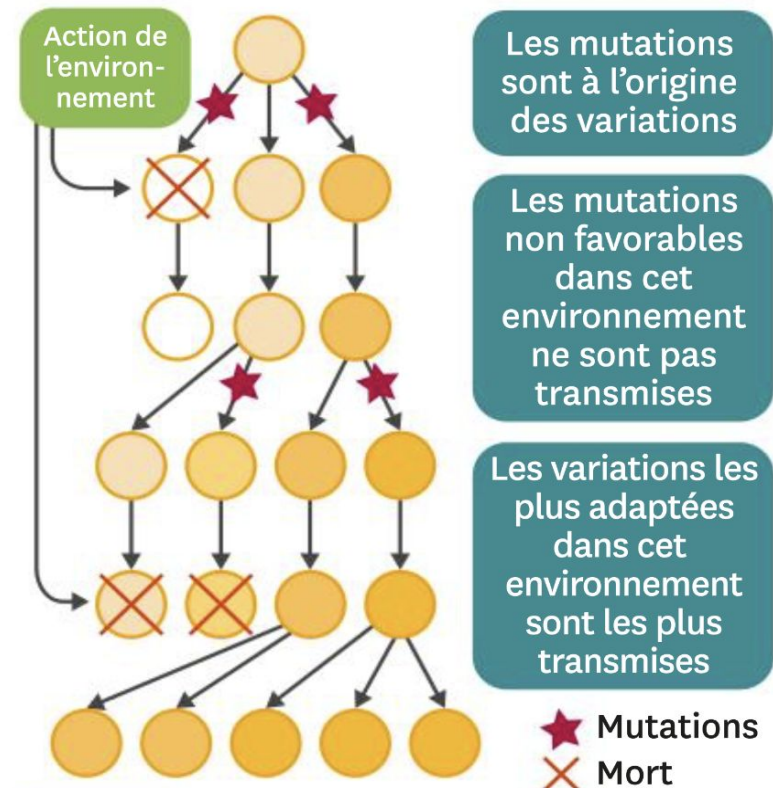 Action de
l’environ-
nement
Les mutations
sont à l’origine
des variations
Les mutations
non favorables
dans cet
environnement
ne sont pas
transmises
Les variations les
plus adaptées
dans cet
environnement
sont les plus
transmises
Mutations
Mort